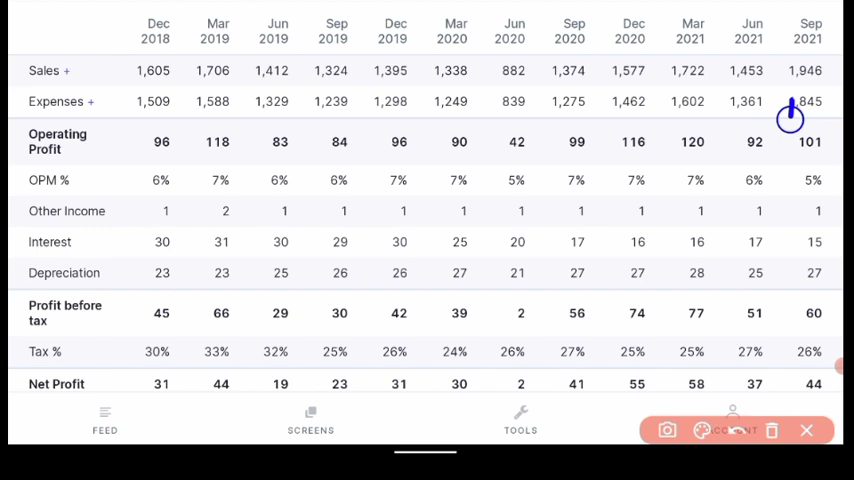 Dec Mar Jun Sep Dec Mar Jun Sep Dec Mar Jun Sep
2018 2019 2019 2019 2019 2020 2020 2020 2020 2021 2021 2021
Sales + 1,605 1,706 1,412 1,324 1,395 1,338 882 1,374 1,577 1,722 1,453 1,946
Expenses + 1,509 1,588 1,329 1,239 1,298 1,249 839 1,275 1,462 1,602 1,361 845
Operating
Profit 96 118 83 84 96 90 42 99 116 120 92 101
OPM % 6% 7% 6% 6% 7% 7% 5% 7% 7% 7% 6% 5%
Other Income 1 2 1 1 1 1 1 1 1 1 1 1
Interest 30 31 30 29 30 25 20 17 16 16 17 15
Depreciation 23 23 25 26 26 27 21 27 27 28 25 27
Profit before
tax 45 66 29 30 42 39 2 56 74 77 51 60
Tax % 30% 33% 32% 25% 26% 24% 26% 27% 25% 25% 27% 26%
Net Profit 31 44 19 23 31 30 2 41 55 58 37 44
FEED SCREENS TOOLS